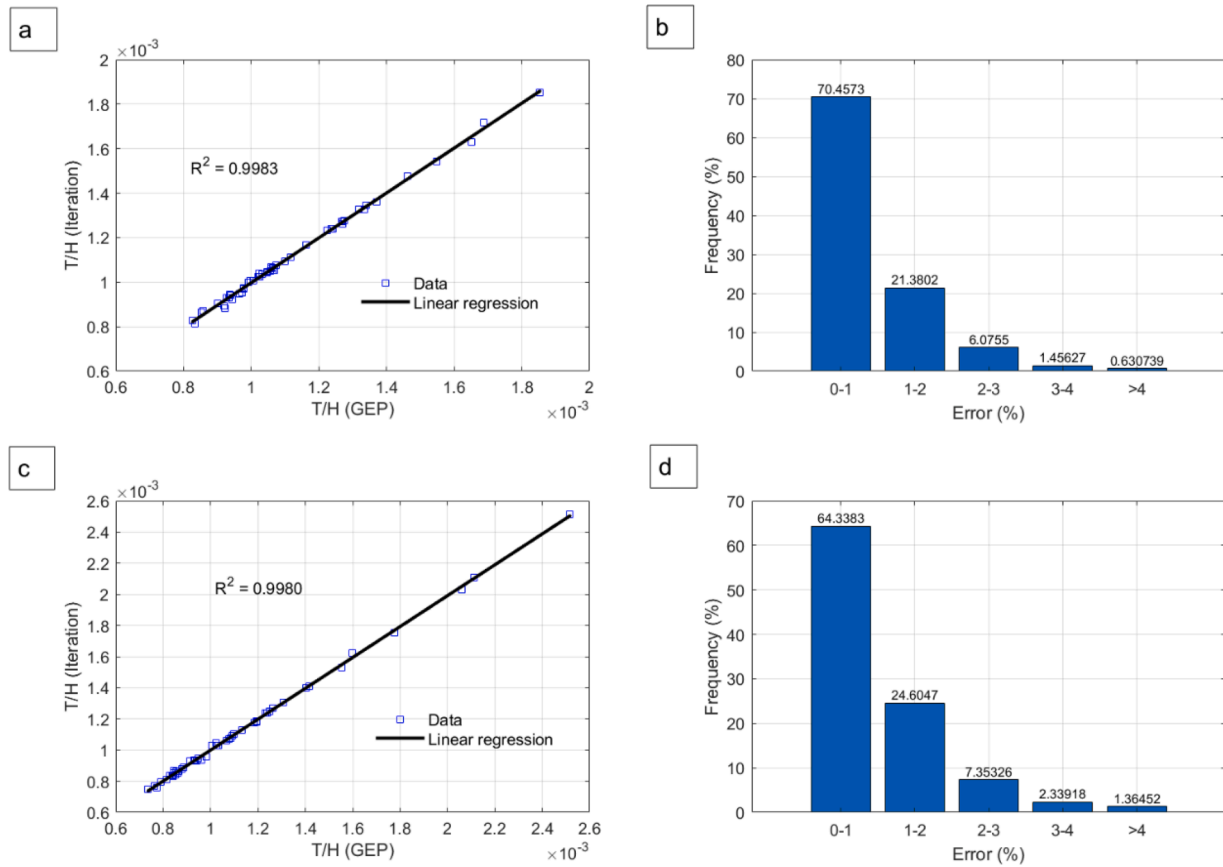 a
×10⁻³
2
1.8
1.6
1.4
1.2
1
0.8
0.6
T/H (Iteration)
R² = 0.9983
Data
Linear regression
0.6 0.8 1 1.2 1.4 1.6 1.8 2
T/H (GEP)
×10⁻³
b
80
70
60
50
40
30
20
10
0
Frequency (%)
70.4573
21.3802
6.0755
1.45627
0.630739
0-1 1-2 2-3 3-4 >4
Error (%)
c
×10⁻³
2.6
2.4
2.2
2
1.8
1.6
1.4
1.2
1
0.8
0.6
T/H (Iteration)
R² = 0.9980
Data
Linear regression
0.6 0.8 1 1.2 1.4 1.6 1.8 2 2.2 2.4 2.6
T/H (GEP)
×10⁻³
d
70
60
50
40
30
20
10
0
Frequency (%)
64.3383
24.6047
7.35326
2.33918
1.36452
0-1 1-2 2-3 3-4 >4
Error (%)